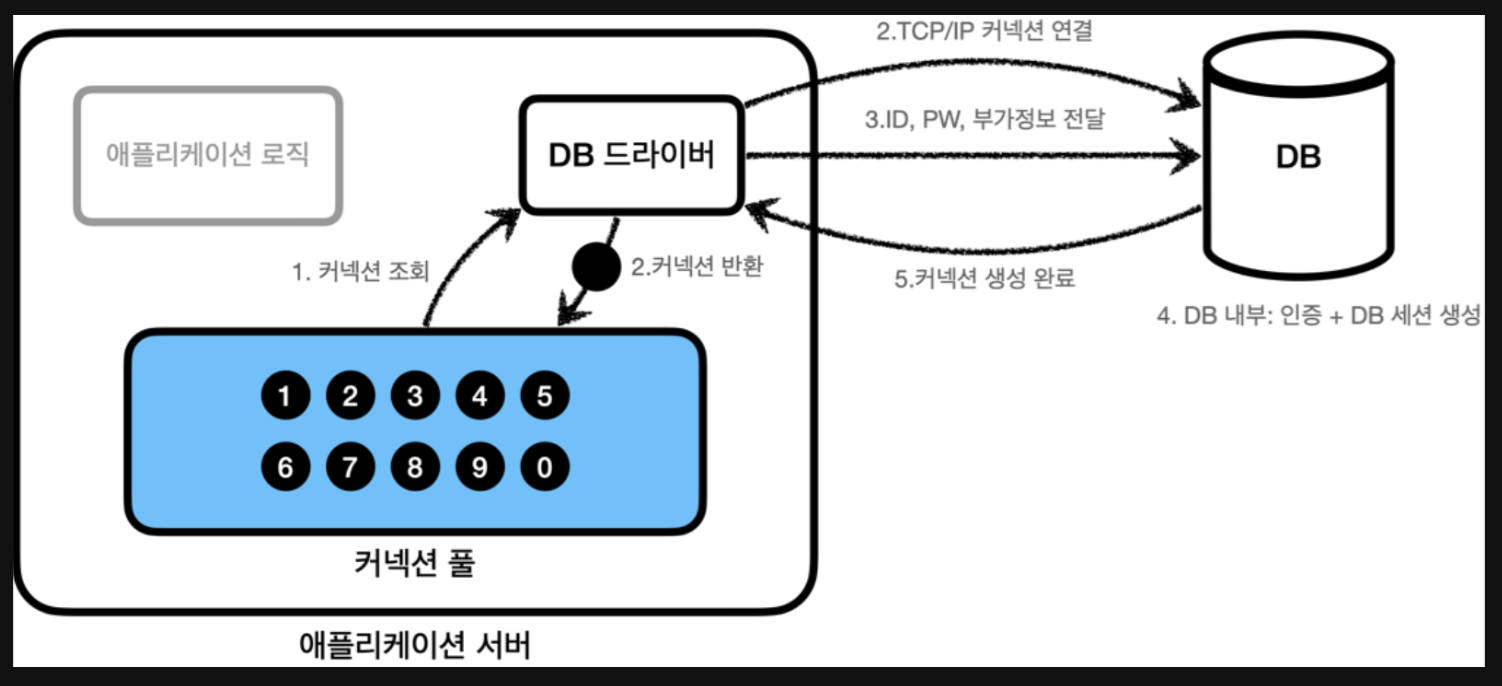 2.TCP/IP 커넥션 연결
애플리케이션 로직
DB 드라이버
3.ID, PW, 부가정보 전달
DB
1. 커넥션 조회
2.커넥션 반환
5.커넥션 생성 완료
4. DB 내부: 인증 + DB 세션 생성
1 2 3 4 5
6 7 8 9 0
커넥션 풀
애플리케이션 서버